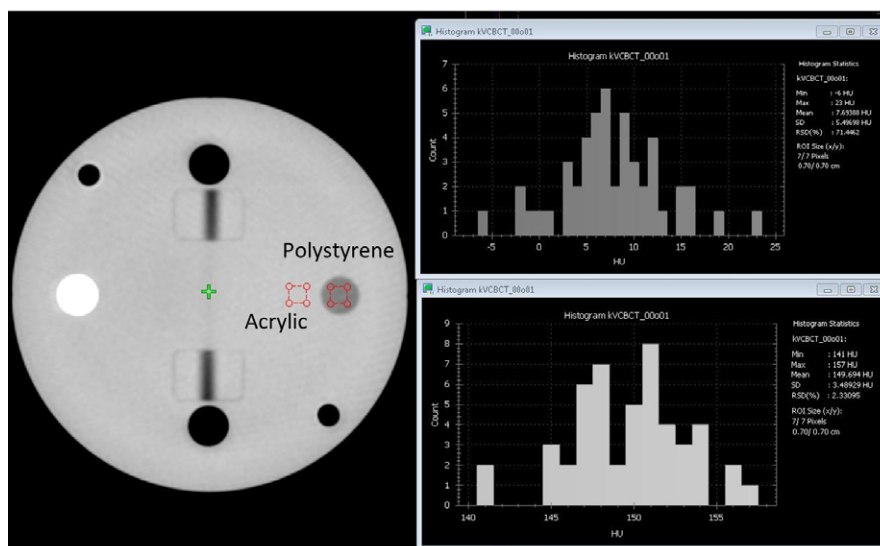 Polystyrene
Acrylic
Histogram kVCBCT_00o01
Histogram kVCBCT_00o01
7
6
5
4
3
2
1
0
Count
-5
0
5
10
15
20
25
HU
Histogram Statistics
kVCBCT_00o01:
Min : -6 HU
Max : 23 HU
Mean : 7.69388 HU
SD : 5.49698 HU
RSD(%) : 71.4462
ROI Size (x/y):
7/ 7 Pixels
0.70/ 0.70 cm
Histogram kVCBCT_00o01
Histogram kVCBCT_00o01
9
8
7
6
5
4
3
2
1
0
Count
140
145
150
155
HU
Histogram Statistics
kVCBCT_00o01:
Min : 141 HU
Max : 157 HU
Mean : 149.694 HU
SD : 3.48929 HU
RSD(%) : 2.33095
ROI Size (x/y):
7/ 7 Pixels
0.70/ 0.70 cm